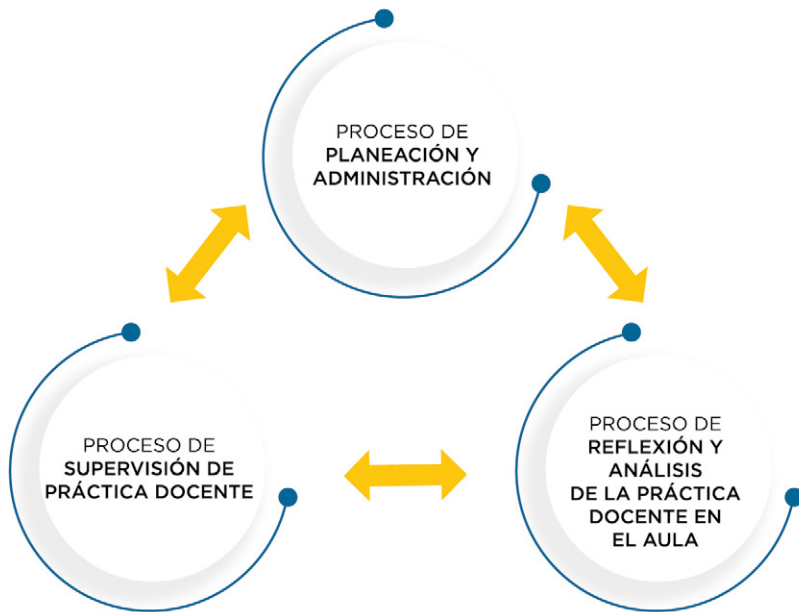 PROCESO DE
PLANEACIÓN Y
ADMINISTRACIÓN
PROCESO DE
SUPERVISIÓN DE
PRÁCTICA DOCENTE
PROCESO DE
REFLEXIÓN Y
ANÁLISIS
DE LA PRÁCTICA
DOCENTE EN
EL AULA